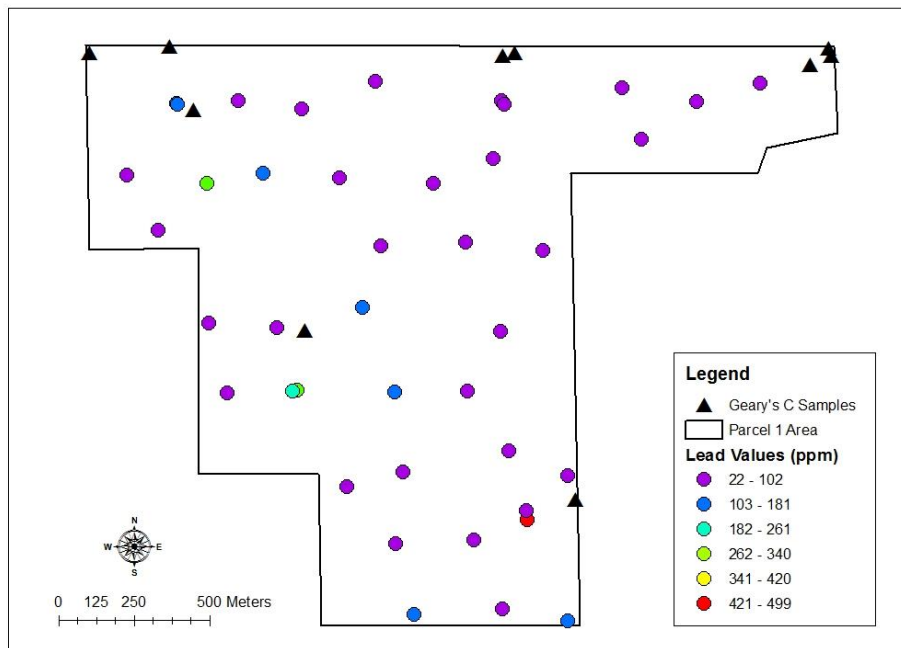 Legend
Geary's C Samples
Parcel 1 Area
Lead Values (ppm)
22 - 102
103 - 181
182 - 261
262 - 340
341 - 420
421 - 499
N
W E
S
0 125 250 500 Meters